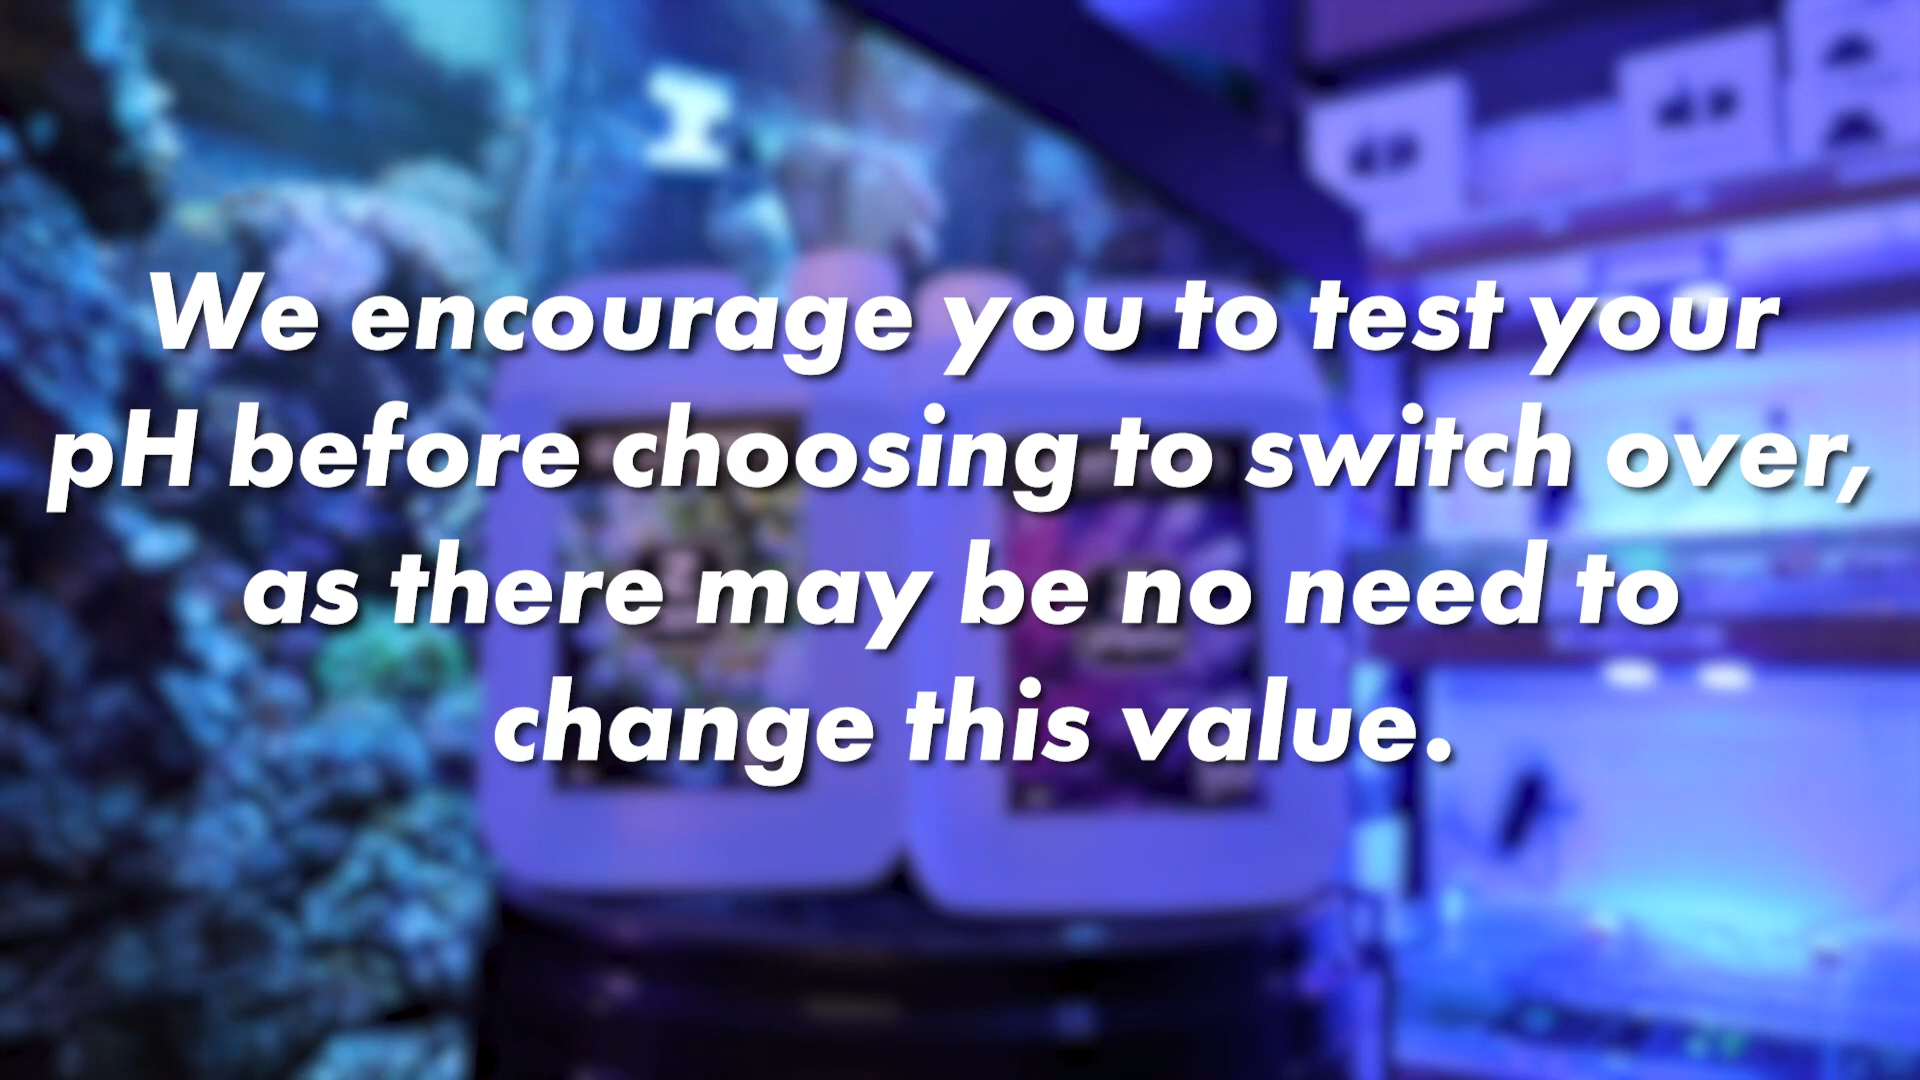 We encourage you to test your
pH before choosing to switch over,
as there may be no need to
change this value.